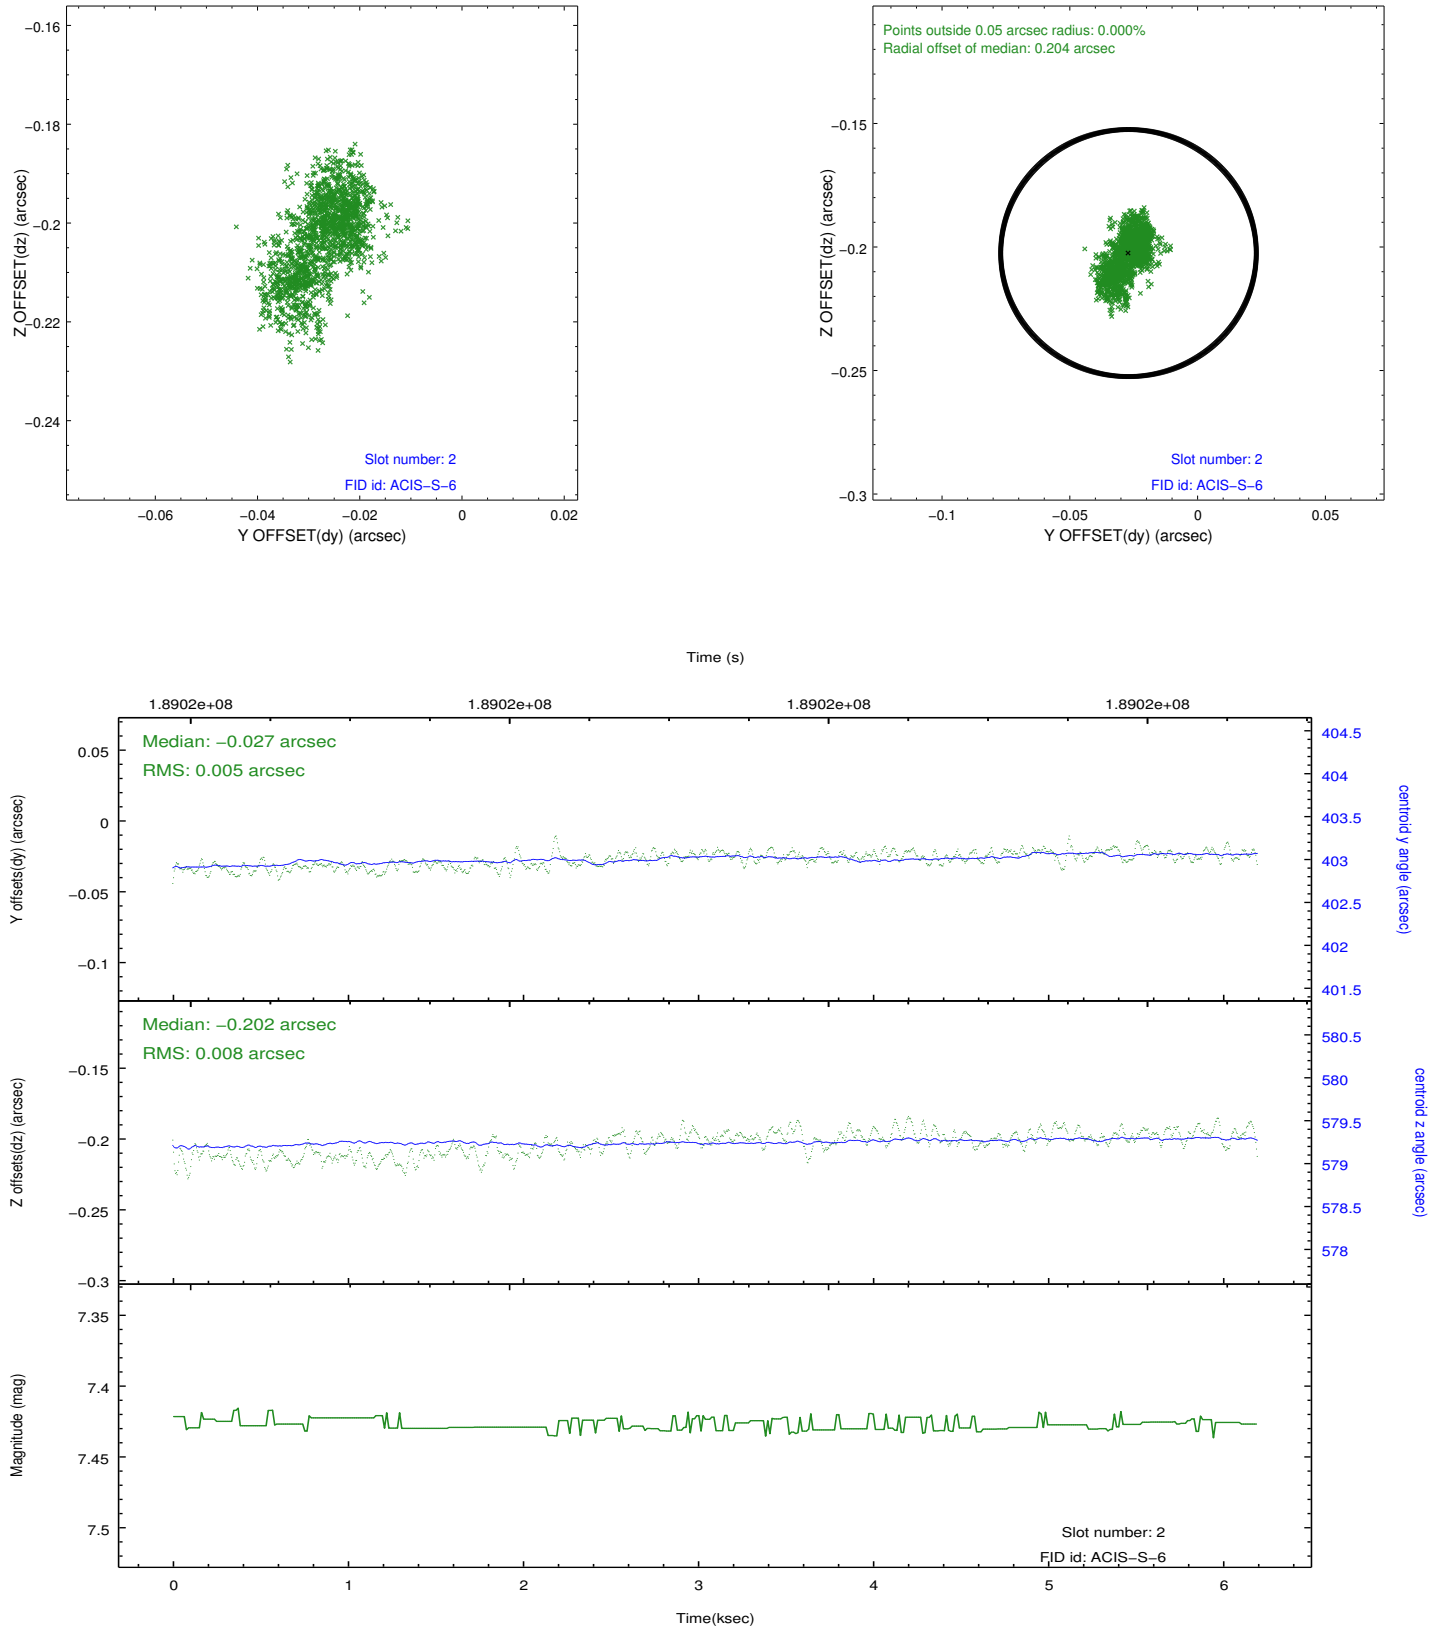 −0.16
−0.18
−0.2
−0.22
−0.24
Z_OFFSET(dz) (arcsec)
Slot number: 2
FID id: ACIS−S−6
−0.06 −0.04 −0.02 0 0.02
Y OFFSET(dy) (arcsec)
Points outside 0.05 arcsec radius: 0.000%
Radial offset of median: 0.204 arcsec
−0.15
−0.2
−0.25
−0.3
Z OFFSET(dz) (arcsec)
Slot number: 2
FID id: ACIS−S−6
−0.1 −0.05 0 0.05
Y OFFSET(dy) (arcsec)
Time (s)
1.8902e+08 1.8902e+08 1.8902e+08 1.8902e+08
Median: −0.027 arcsec
RMS: 0.005 arcsec
0.05
0
−0.05
−0.1
Y offsets(dy) (arcsec)
404.5
404
403.5
403
402.5
402
401.5
centroid y angle (arcsec)
Median: −0.202 arcsec
RMS: 0.008 arcsec
−0.15
−0.2
−0.25
−0.3
Z offsets(dz) (arcsec)
580.5
580
579.5
579
578.5
578
centroid z angle (arcsec)
7.35
7.4
7.45
7.5
Magnitude (mag)
Slot number: 2
FID id: ACIS−S−6
0 1 2 3 4 5 6
Time(ksec)